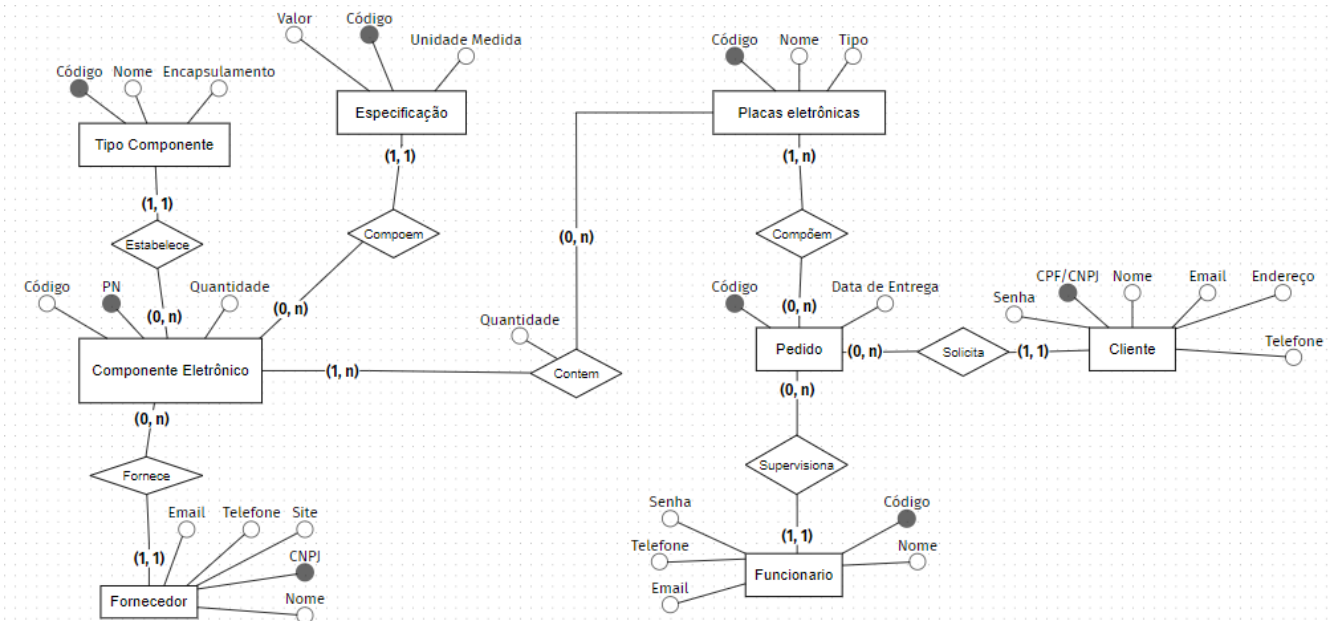 Valor
Código
Unidade Medida
Código
Nome
Tipo
Código
Nome
Encapsulamento
Especificação
Placas eletrônicas
Tipo Componente
(1, 1)
(1, n)
(1, 1)
Compoem
Compõem
Estabelece
(0, n)
Código
PN
Quantidade
(0, n)
(0, n)
Código
Data de Entrega
(0, n)
CPF/CNPJ
Nome
Email
Endereço
Senha
Quantidade
Telefone
Componente Eletrônico
(1, n)
Contem
Pedido
(0, n)
Solicita
(1, 1)
Cliente
(0, n)
(0, n)
Fornece
Supervisiona
Email
Telefone
Site
CNPJ
Nome
(1, 1)
Fornecedor
Senha
Código
Telefone
(1, 1)
Nome
Email
Funcionario